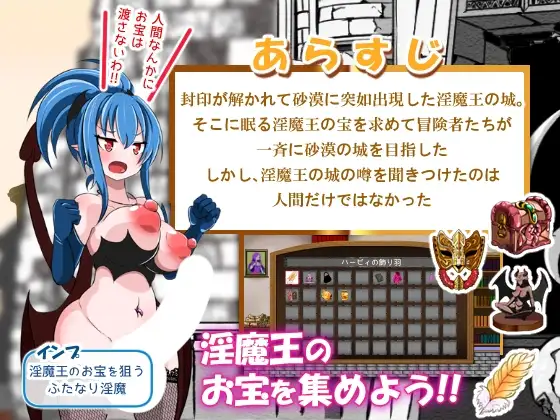 人間なんかに
お宝は
渡さないわ!!
あらすじ
封印が解かれて砂漠に突如出現した淫魔王の城。
そこに眠る淫魔王の宝を求めて冒険者たちが
一斉に砂漠の城を目指した
しかし、淫魔王の城の噂を聞きつけたのは
人間だけではなかった
ハーピィの飾り羽
インプ
淫魔王のお宝を狙う
ふたなり淫魔
淫魔王の
お宝を集めよう!!